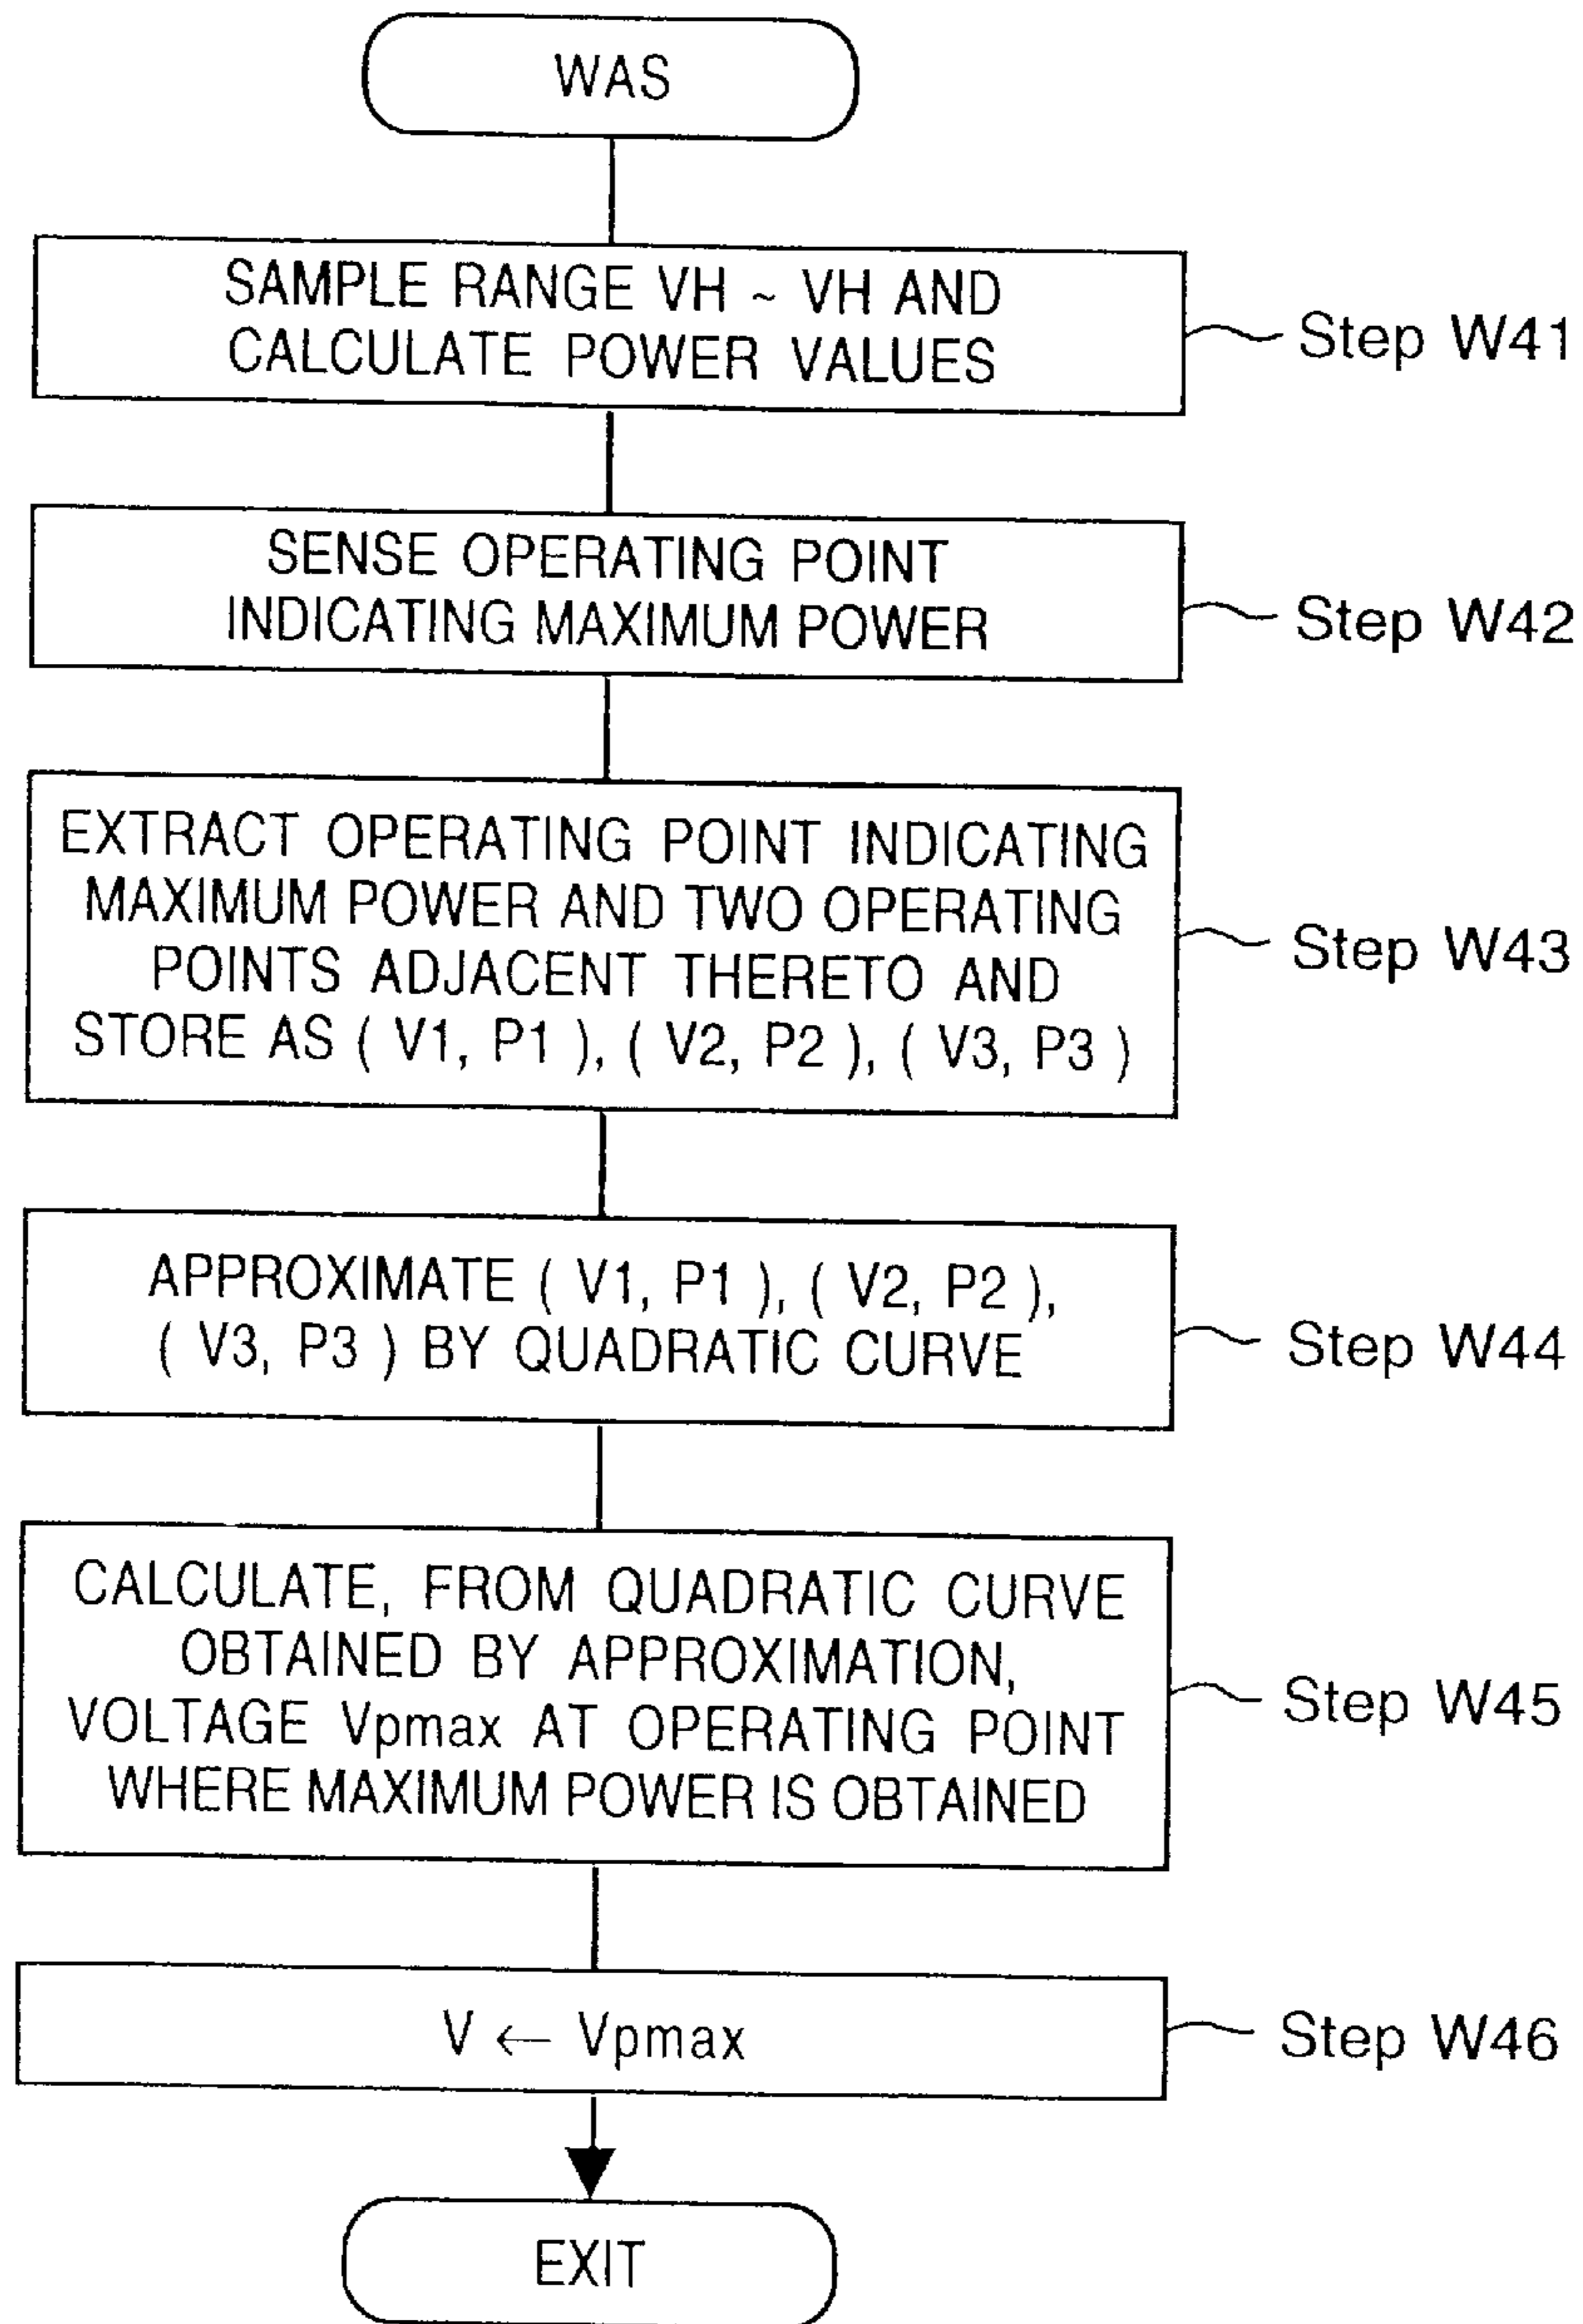 WAS
SAMPLE RANGE VH ~ VH AND
CALCULATE POWER VALUES
Step W41
SENSE OPERATING POINT
INDICATING MAXIMUM POWER
Step W42
EXTRACT OPERATING POINT INDICATING
MAXIMUM POWER AND TWO OPERATING
POINTS ADJACENT THERETO AND
STORE AS ( V1, P1 ), ( V2, P2 ), ( V3, P3 )
Step W43
APPROXIMATE ( V1, P1 ), ( V2, P2 ),
( V3, P3 ) BY QUADRATIC CURVE
Step W44
CALCULATE, FROM QUADRATIC CURVE
OBTAINED BY APPROXIMATION,
VOLTAGE Vpmax AT OPERATING POINT
WHERE MAXIMUM POWER IS OBTAINED
Step W45
V ← Vpmax
Step W46
EXIT